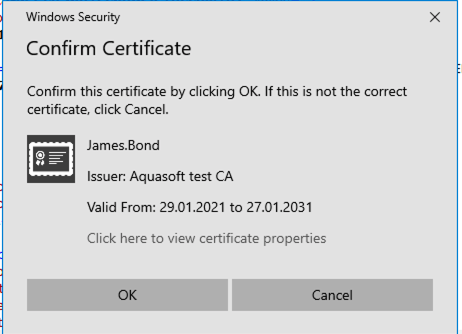 Windows Security
Confirm Certificate
Confirm this certificate by clicking OK. If this is not the correct
certificate, click Cancel.
James.Bond
Issuer: Aquasoft test CA
Valid From: 29.01.2021 to 27.01.2031
Click here to view certificate properties
OK
Cancel